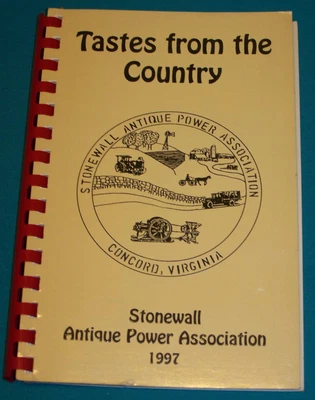 Tastes from the
Country
STONEWALL ANTIQUE POWER ASSOCIATION
CONCORD, VIRGINIA
Stonewall
Antique Power Association
1997